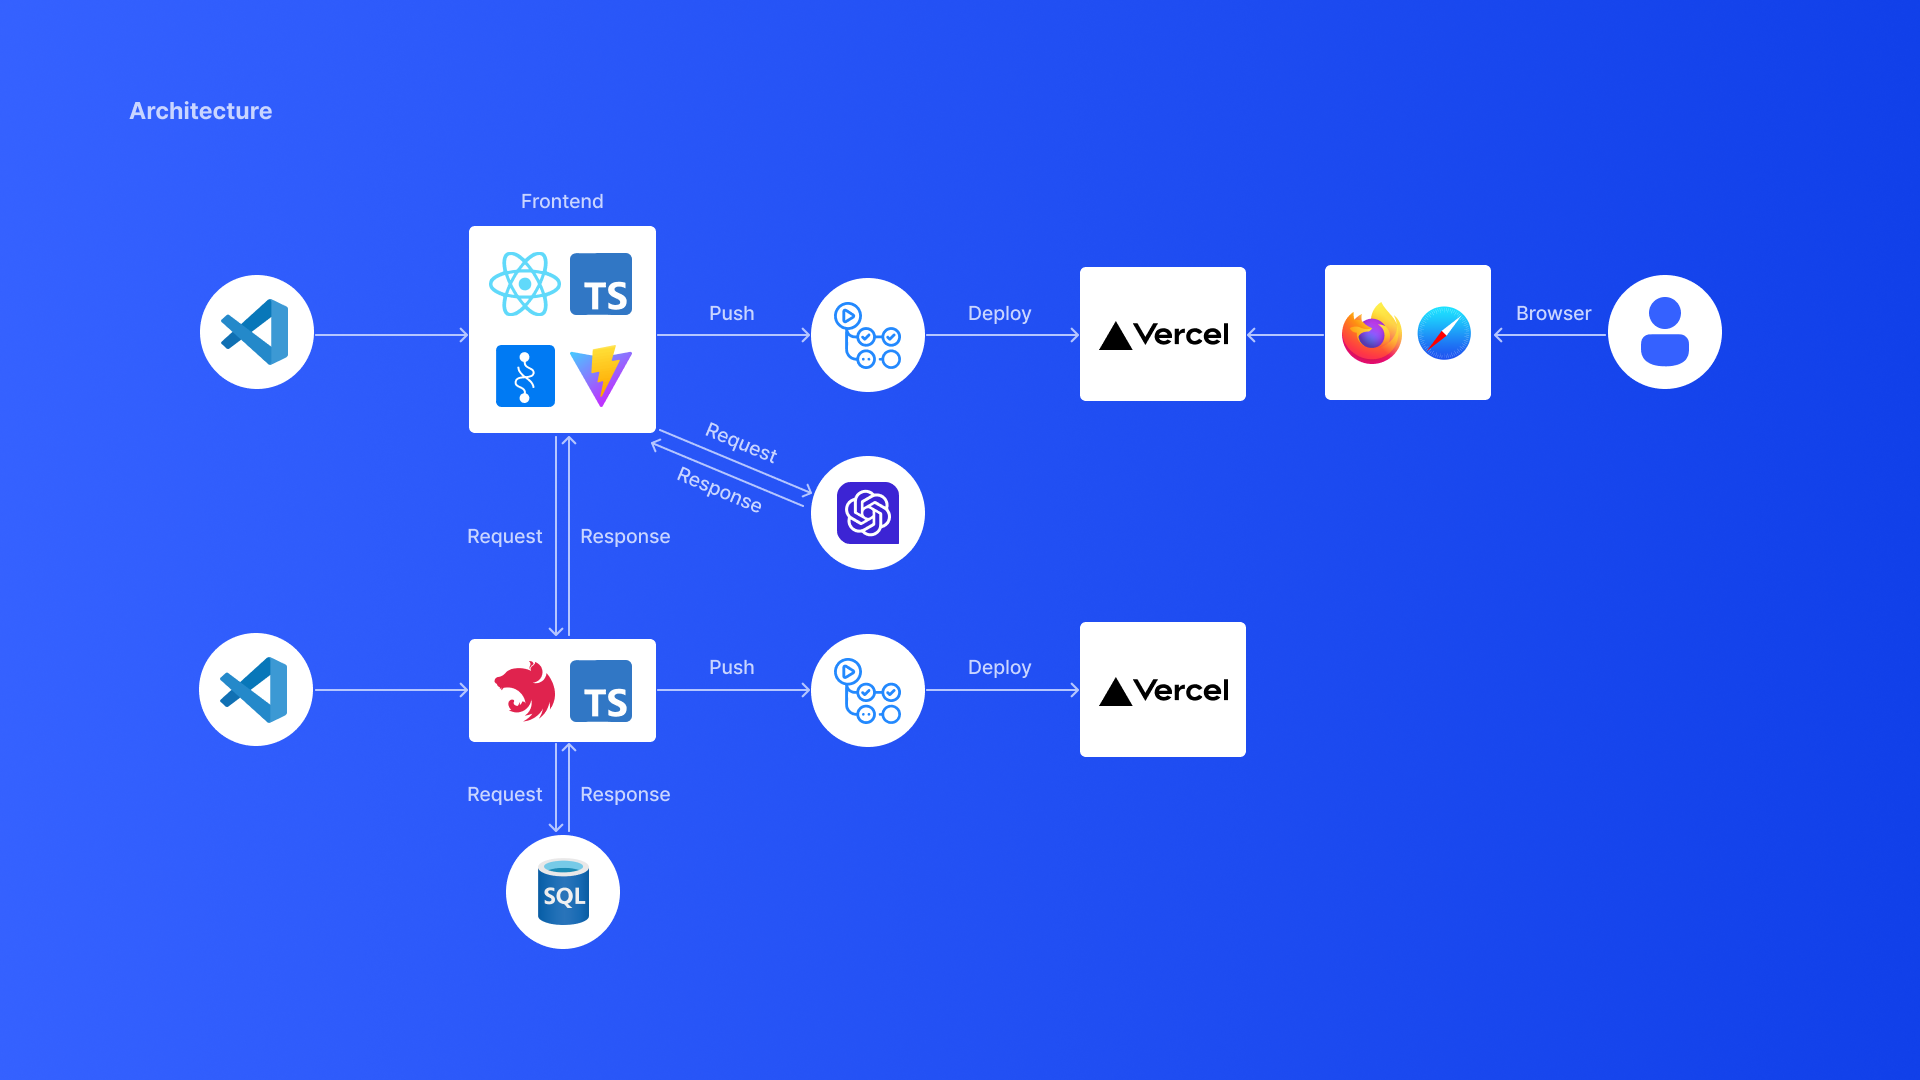 Architecture
Frontend
TS
Push
Deploy
Vercel
Browser
Request
Response
Request
Response
TS
Push
Deploy
Vercel
Request
Response
SQL